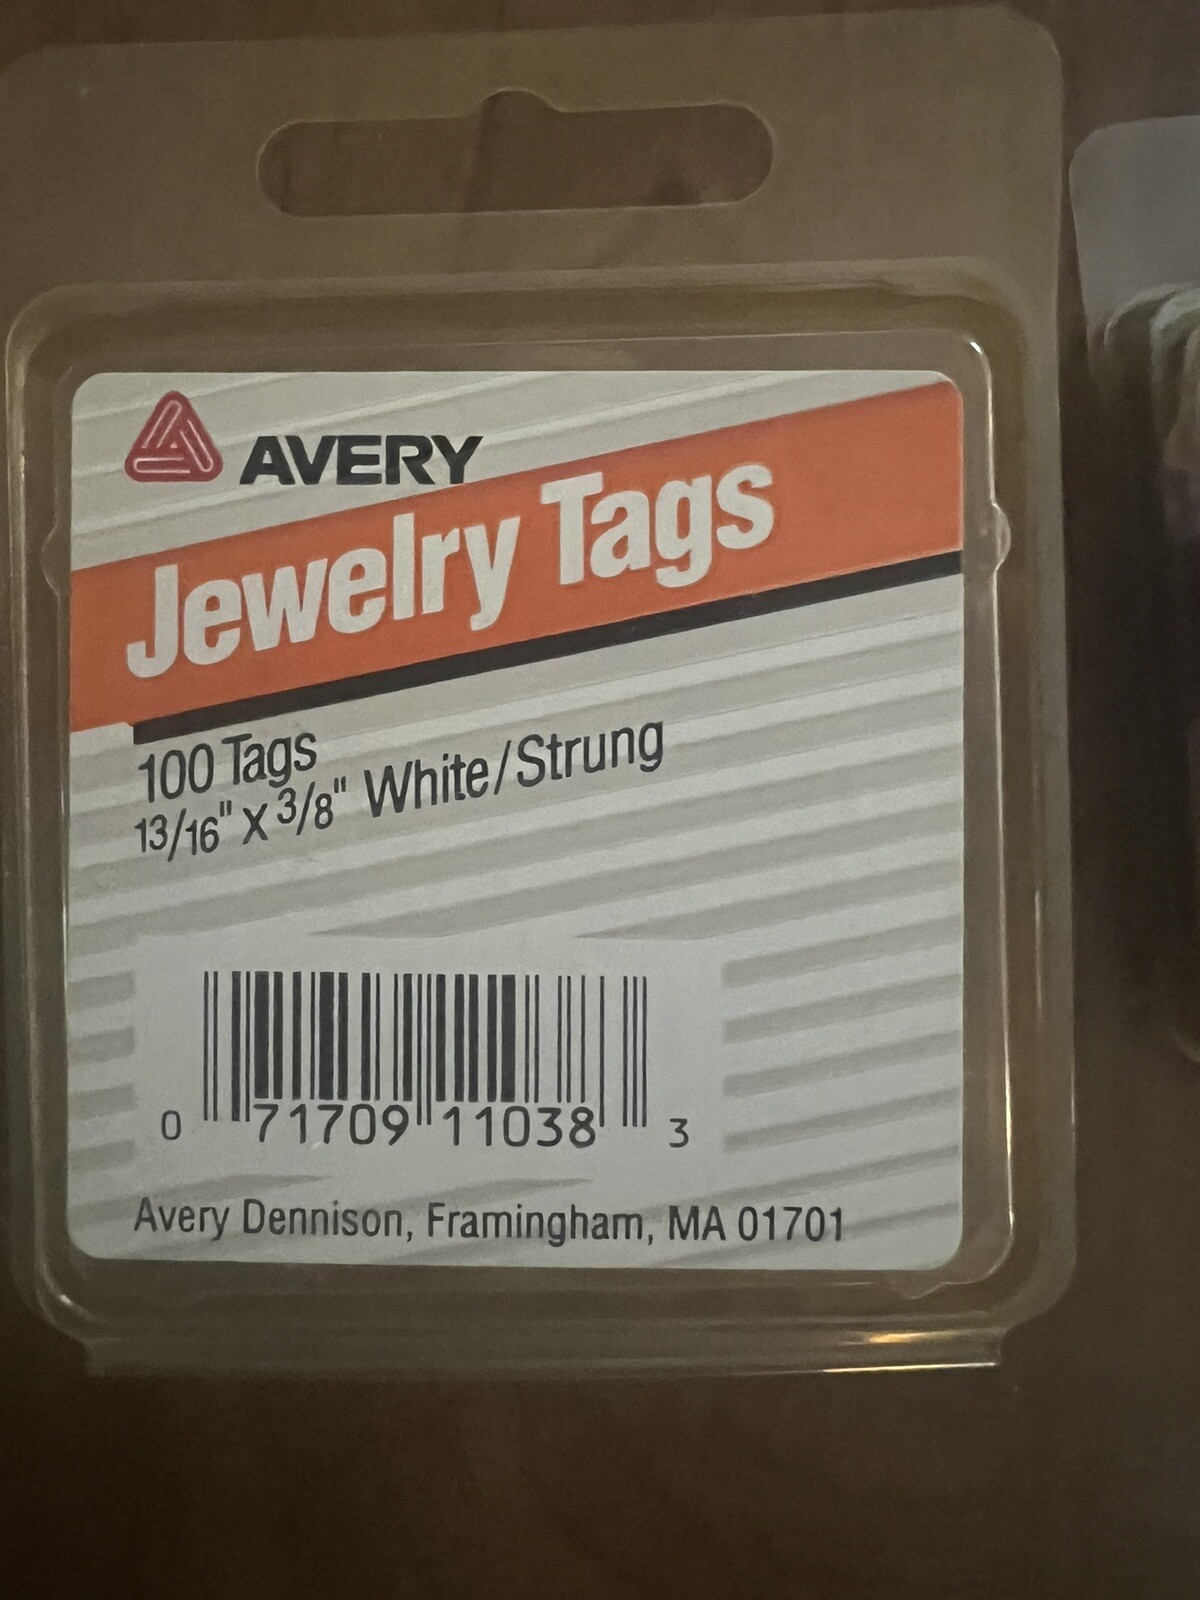 AVERY
Jewelry Tags
100 Tags
13/16" X 3/8" White/Strung
0 71709 11038 3
Avery Dennison, Framingham, MA 01701